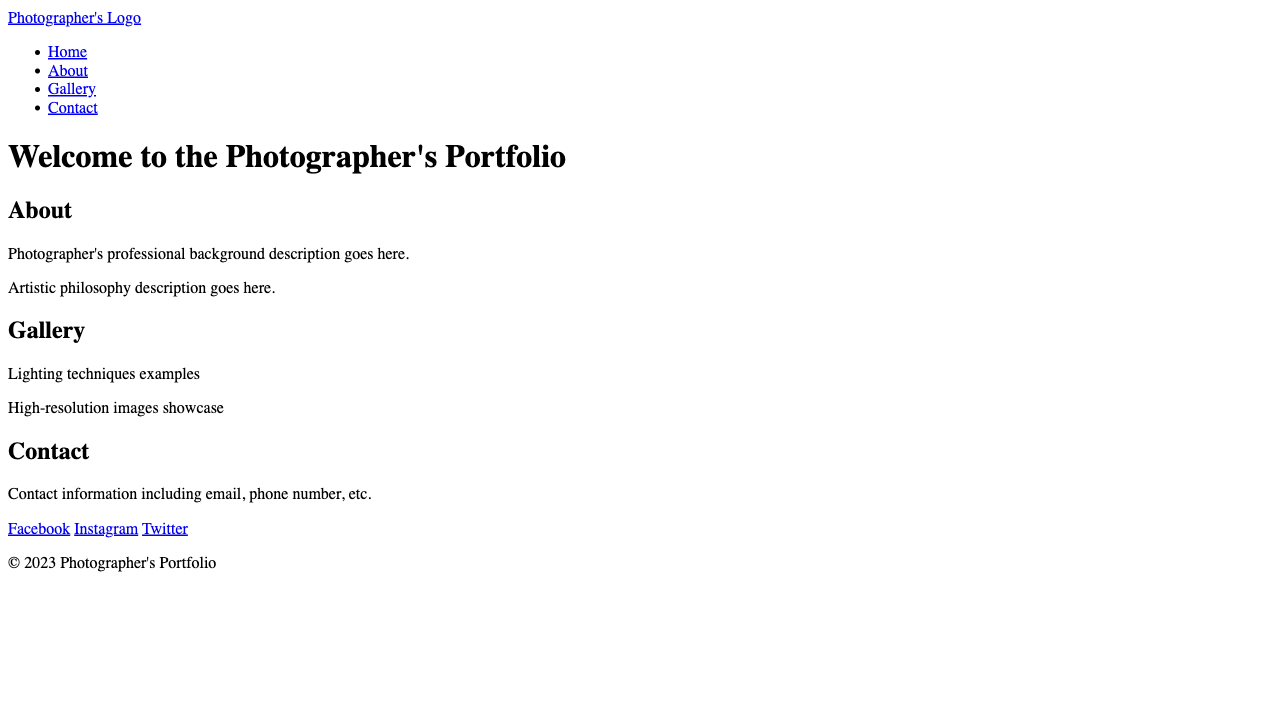 Photographer's Logo
Home
About
Gallery
Contact
Welcome to the Photographer's Portfolio
About
Photographer's professional background description goes here.
Artistic philosophy description goes here.
Gallery
Lighting techniques examples
High-resolution images showcase
Contact
Contact information including email, phone number, etc.
Facebook Instagram Twitter
© 2023 Photographer's Portfolio